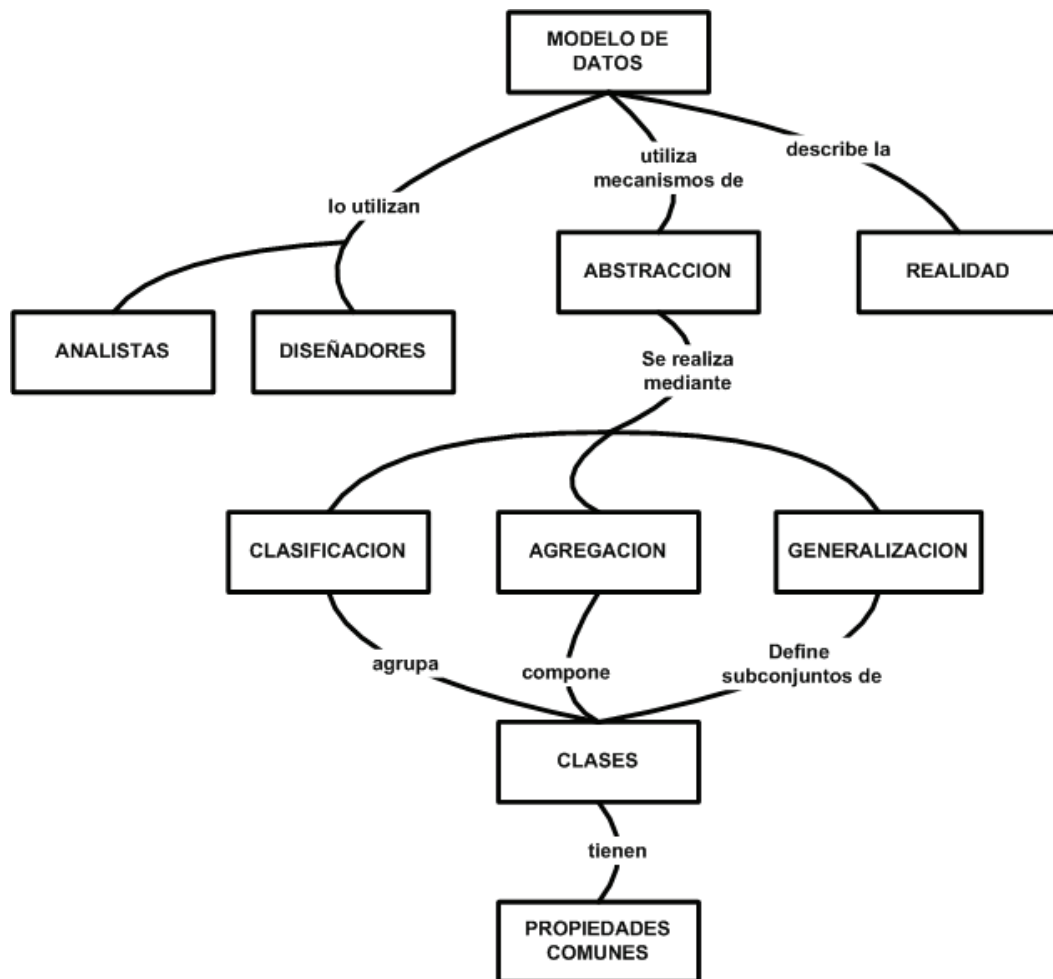 MODELO DE
DATOS
describe la
utiliza
mecanismos de
lo utilizan
ABSTRACCION
REALIDAD
ANALISTAS
DISEÑADORES
Se realiza
mediante
CLASIFICACION
AGREGACION
GENERALIZACION
agrupa
compone
Define
subconjuntos de
CLASES
tienen
PROPIEDADES
COMUNES